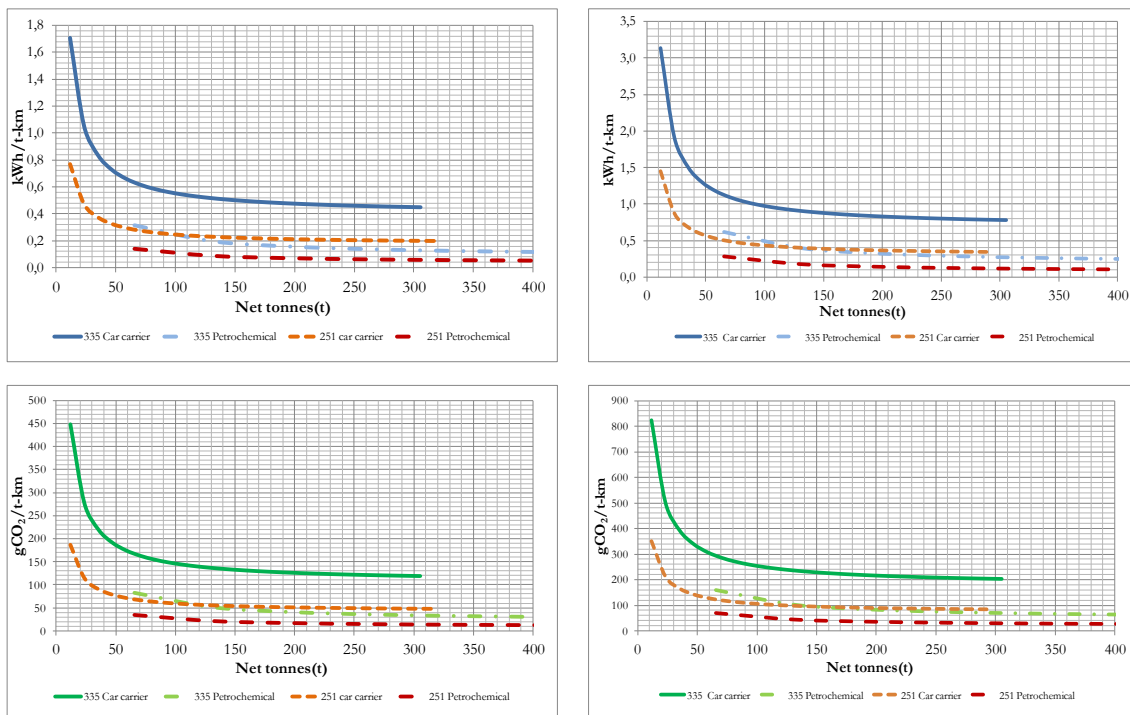 1,8
1,6
1,4
1,2
1,0
0,8
0,6
0,4
0,2
0,0
kWh/t-km
0 50 100 150 200 250 300 350 400
Net tonnes(t)
335 Car carrier 335 Petrochemical 251 car carrier 251 Petrochemical
3,5
3,0
2,5
2,0
1,5
1,0
0,5
0,0
kWh/t-km
0 50 100 150 200 250 300 350 400
Net tonnes(t)
335 Car carrier 335 Petrochemical 251 Car carrier 251 Petrochemical
500
450
400
350
300
250
200
150
100
50
0
gCO₂/t-km
0 50 100 150 200 250 300 350 400
Net tonnes(t)
335 Car carrier 335 Petrochemical 251 car carrier 251 Petrochemical
900
800
700
600
500
400
300
200
100
0
gCO₂/t-km
0 50 100 150 200 250 300 350 400
Net tonnes(t)
335 Car carrier 335 Petrochemical 251 Car carrier 251 Petrochemical